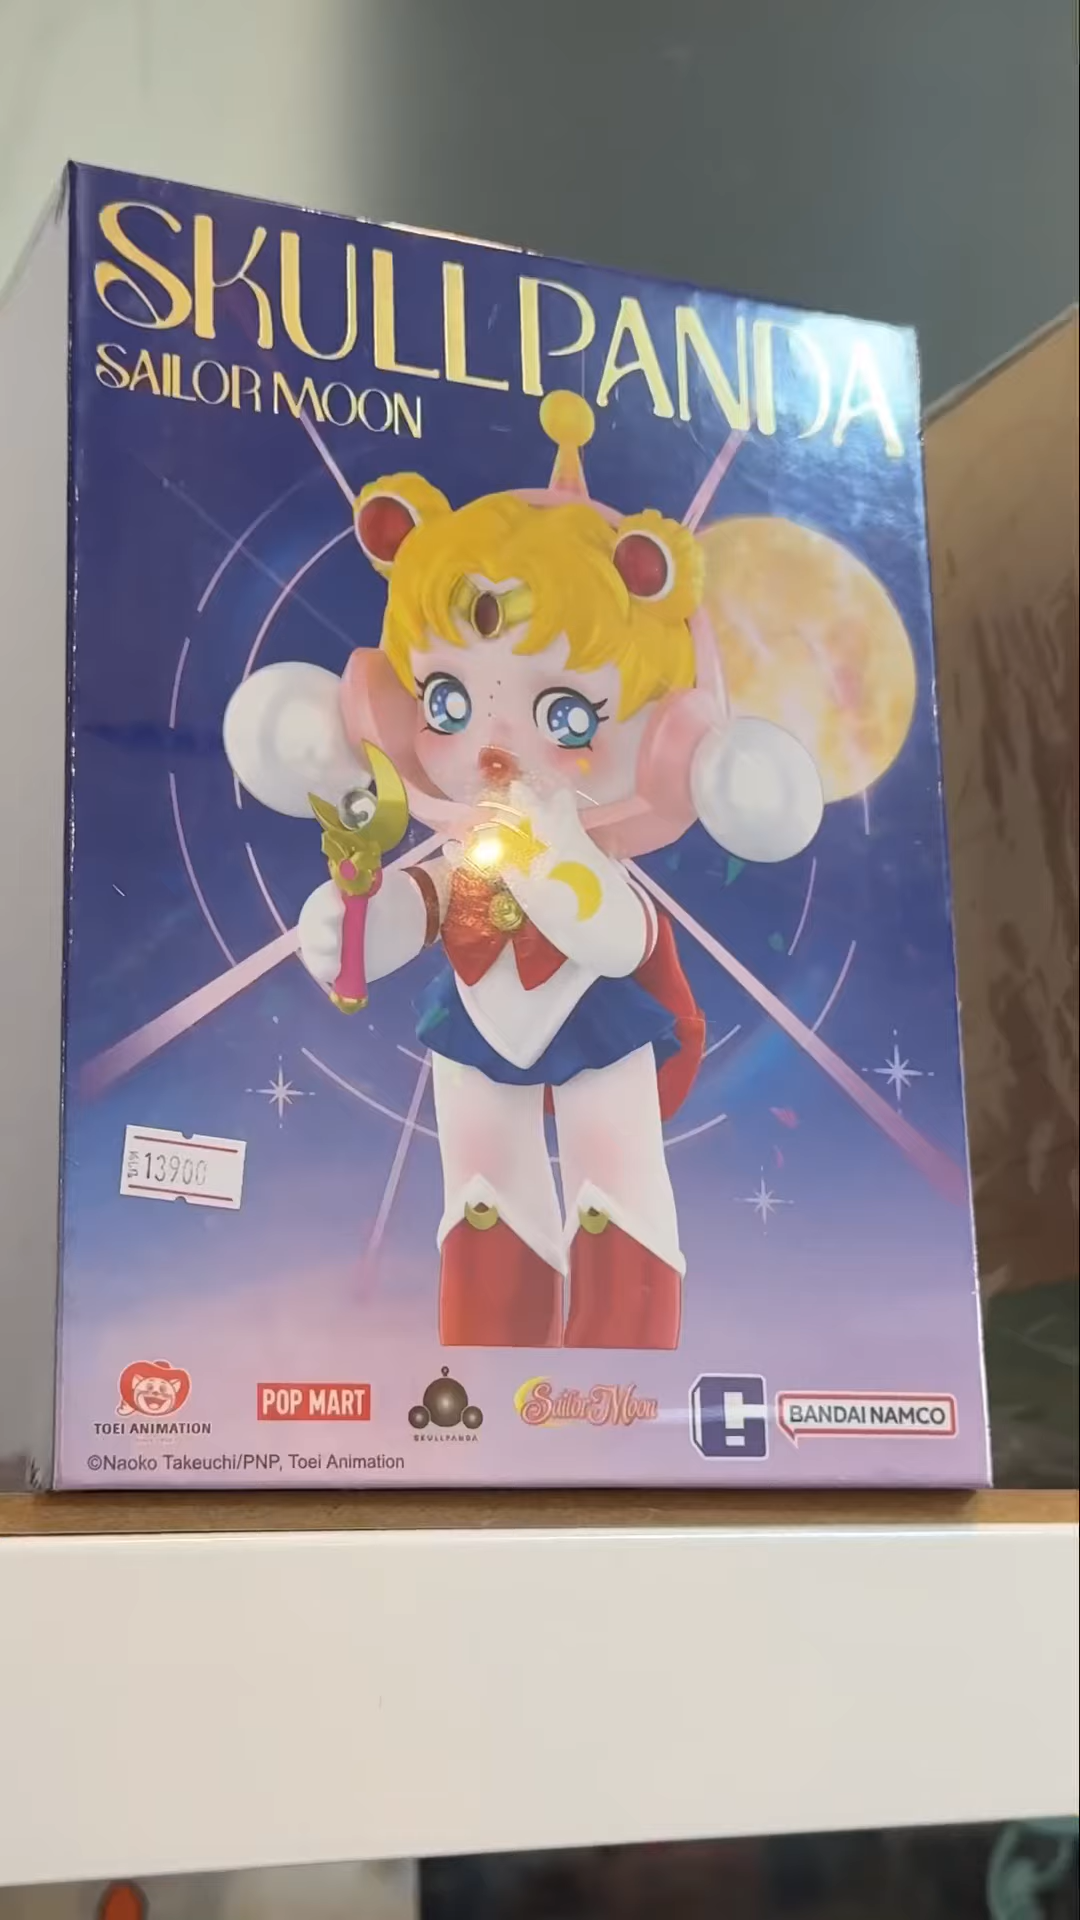 SKULLPANDA
SAILOR MOON
13900
TOEI ANIMATION
POP MART
SKULLPANDA
Sailor Moon
BANDAI NAMCO
©Naoko Takeuchi/PNP, Toei Animation